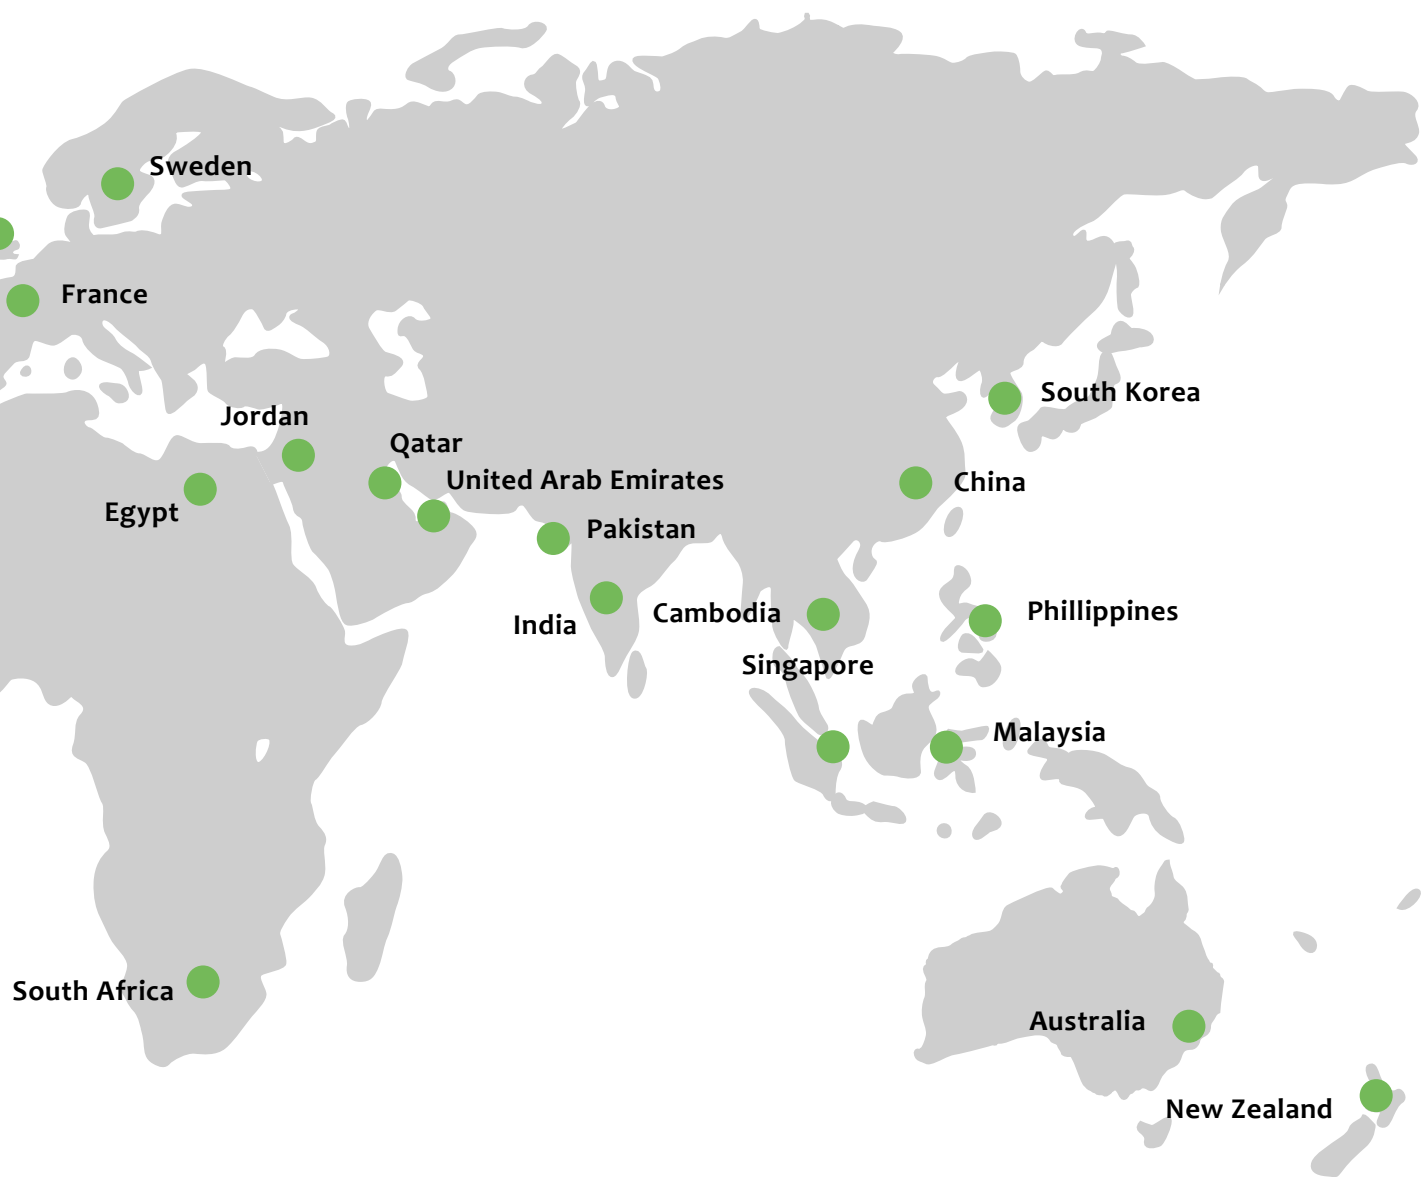 Sweden
France
South Korea
Jordan
Qatar
United Arab Emirates
China
Egypt
Pakistan
Phillippines
Cambodia
India
Singapore
Malaysia
South Africa
Australia
New Zealand